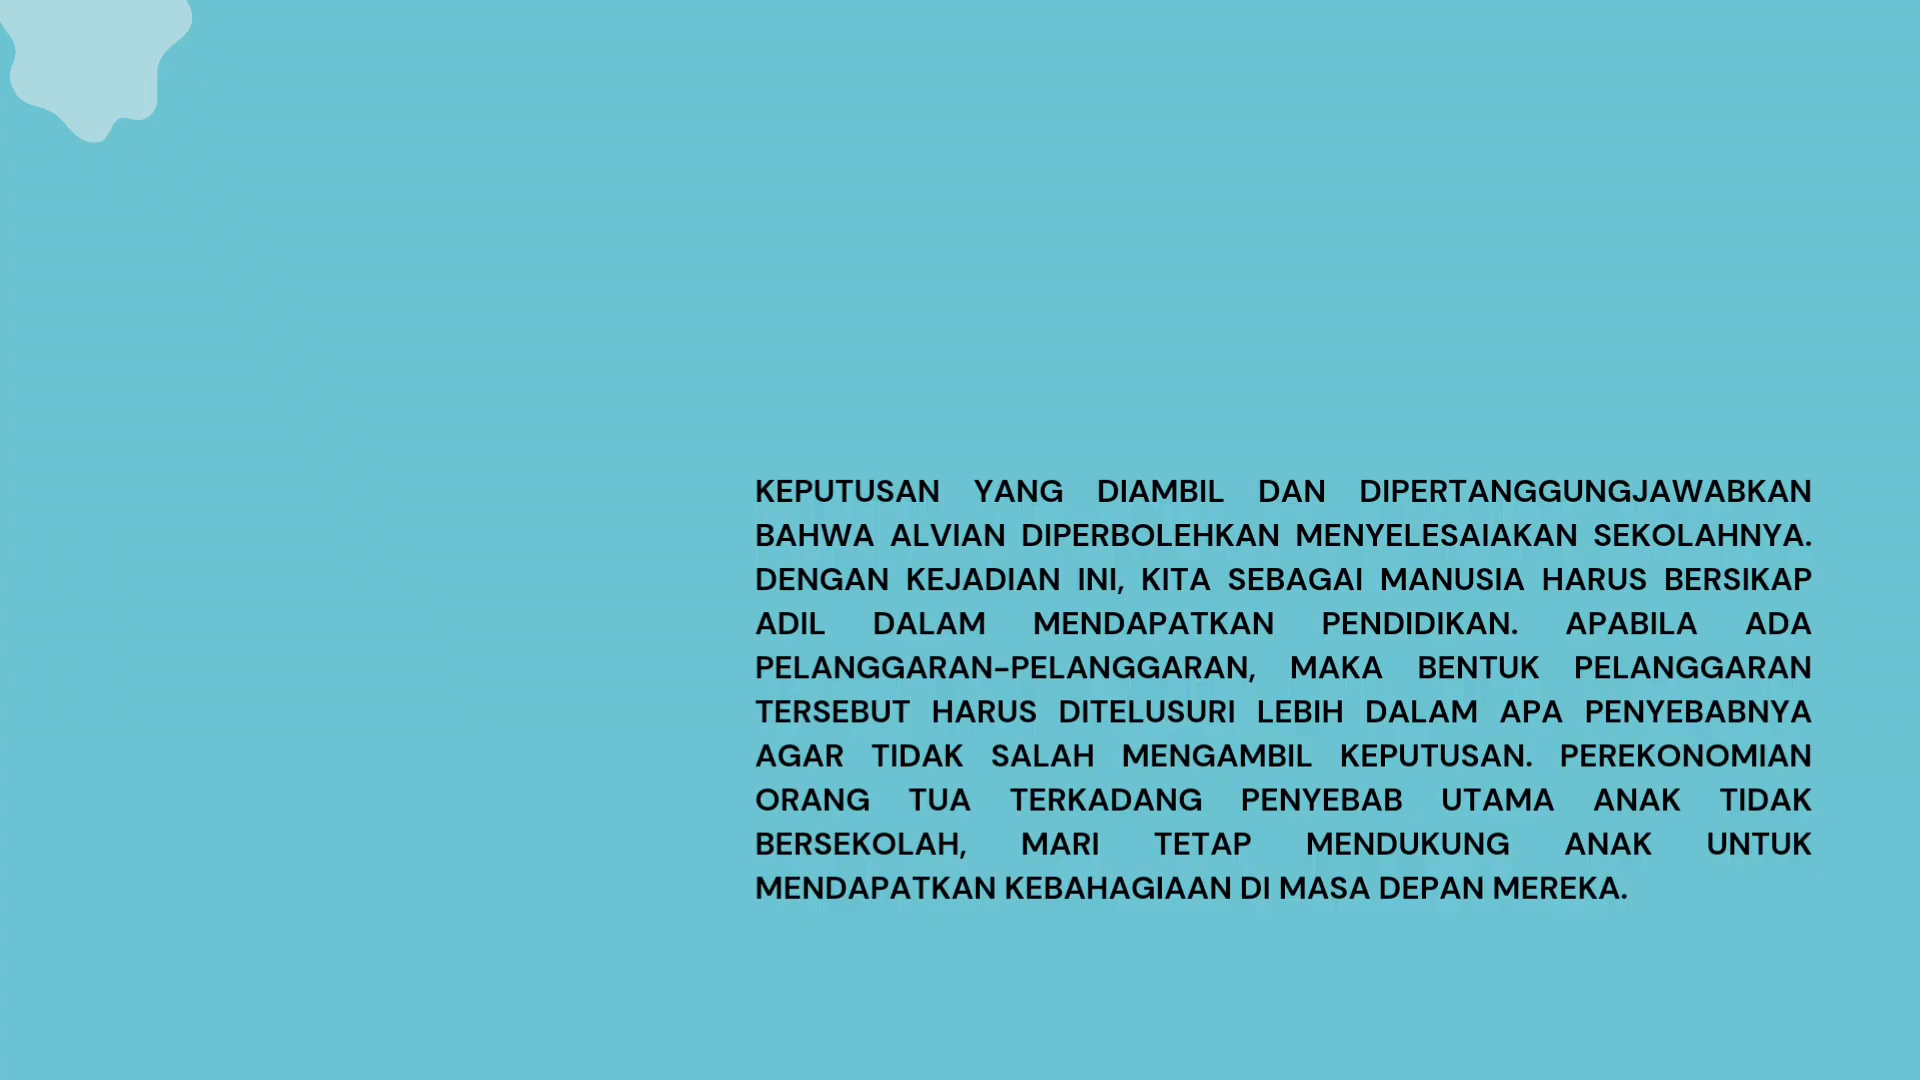 KEPUTUSAN YANG DIAMBIL DAN DIPERTANGGUNGJAWABKAN
BAHWA ALVIAN DIPERBOLEHKAN MENYELESAIAKAN SEKOLAHNYA.
DENGAN KEJADIAN INI, KITA SEBAGAI MANUSIA HARUS BERSIKAP
ADIL DALAM MENDAPATKAN PENDIDIKAN. APABILA ADA
PELANGGARAN-PELANGGARAN, MAKA BENTUK PELANGGARAN
TERSEBUT HARUS DITELUSURI LEBIH DALAM APA PENYEBABNYA
AGAR TIDAK SALAH MENGAMBIL KEPUTUSAN. PEREKONOMIAN
ORANG TUA TERKADANG PENYEBAB UTAMA ANAK TIDAK
BERSEKOLAH, MARI TETAP MENDUKUNG ANAK UNTUK
MENDAPATKAN KEBAHAGIAAN DI MASA DEPAN MEREKA.